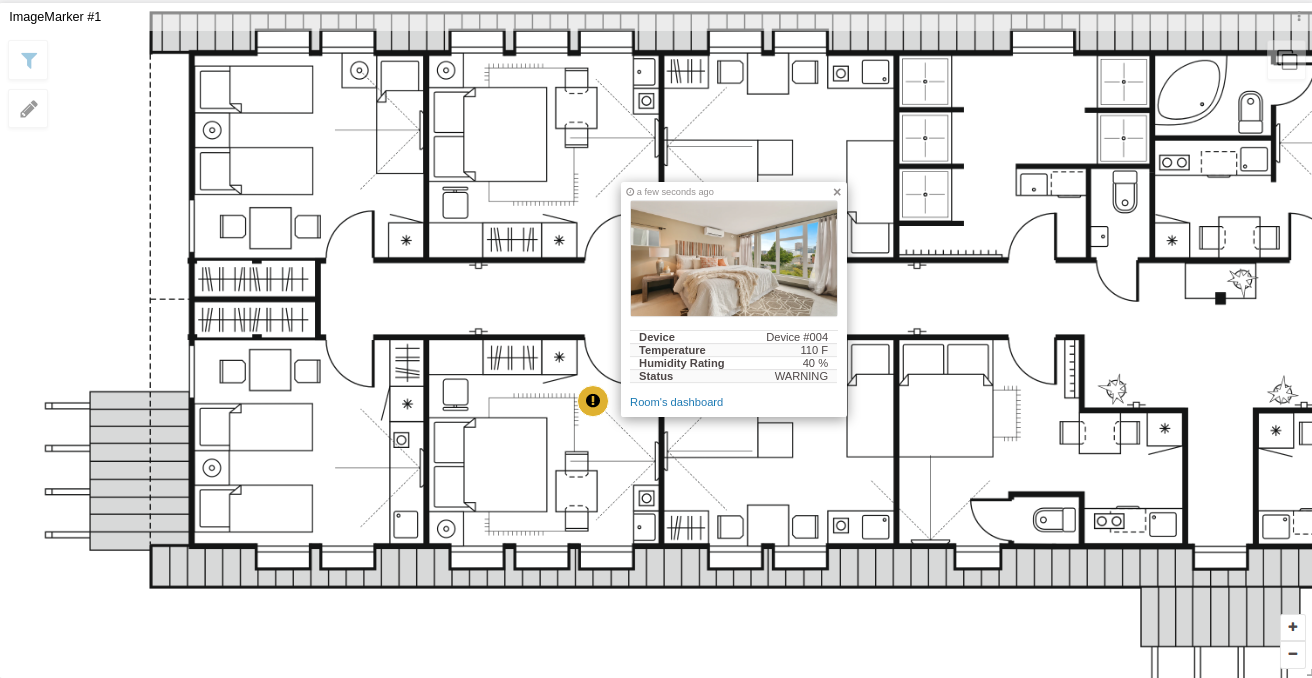 ImageMarker #1
a few seconds ago ×
Device Device #004
Temperature 110 F
Humidity Rating 40 %
Status WARNING
Room's dashboard
+
−